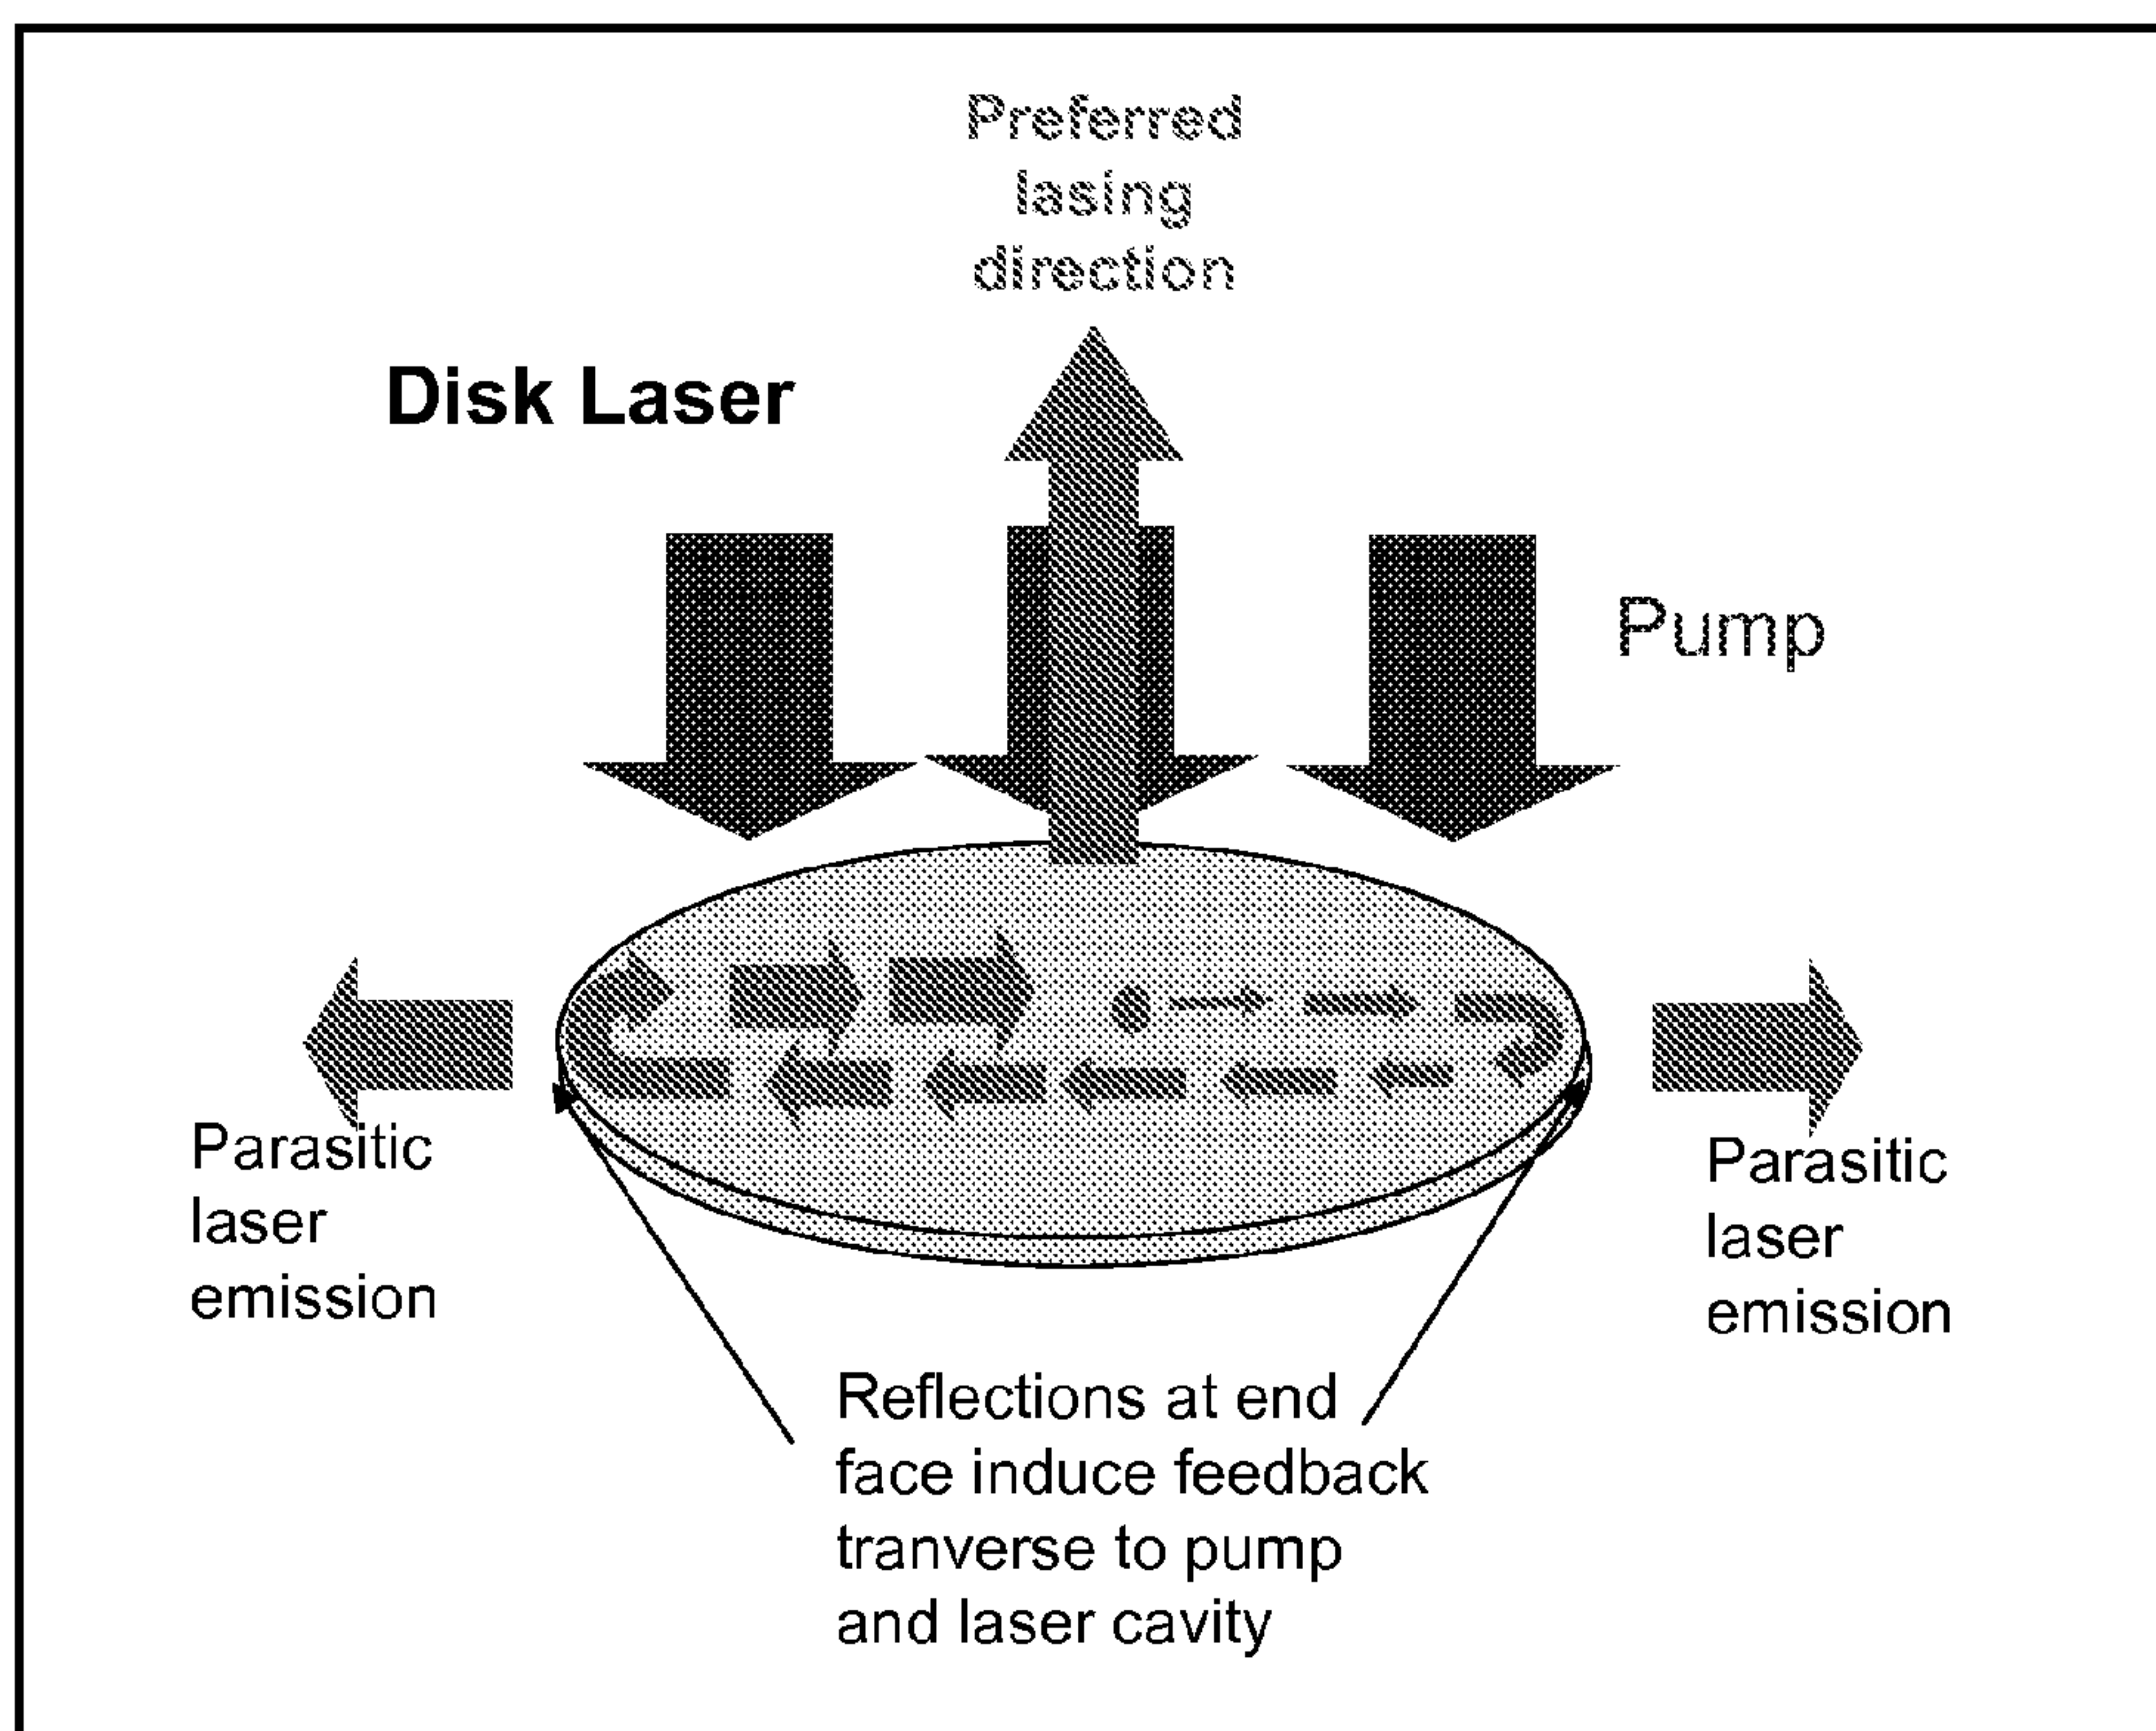 Preferred
lasing
direction
Disk Laser
Pump
Parasitic
laser
emission
Parasitic
laser
emission
Reflections at end
face induce feedback
tranverse to pump
and laser cavity